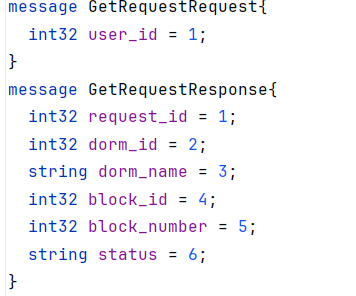 message GetRequestRequest{
  int32 user_id = 1;
}
message GetRequestResponse{
  int32 request_id = 1;
  int32 dorm_id = 2;
  string dorm_name = 3;
  int32 block_id = 4;
  int32 block_number = 5;
  string status = 6;
}